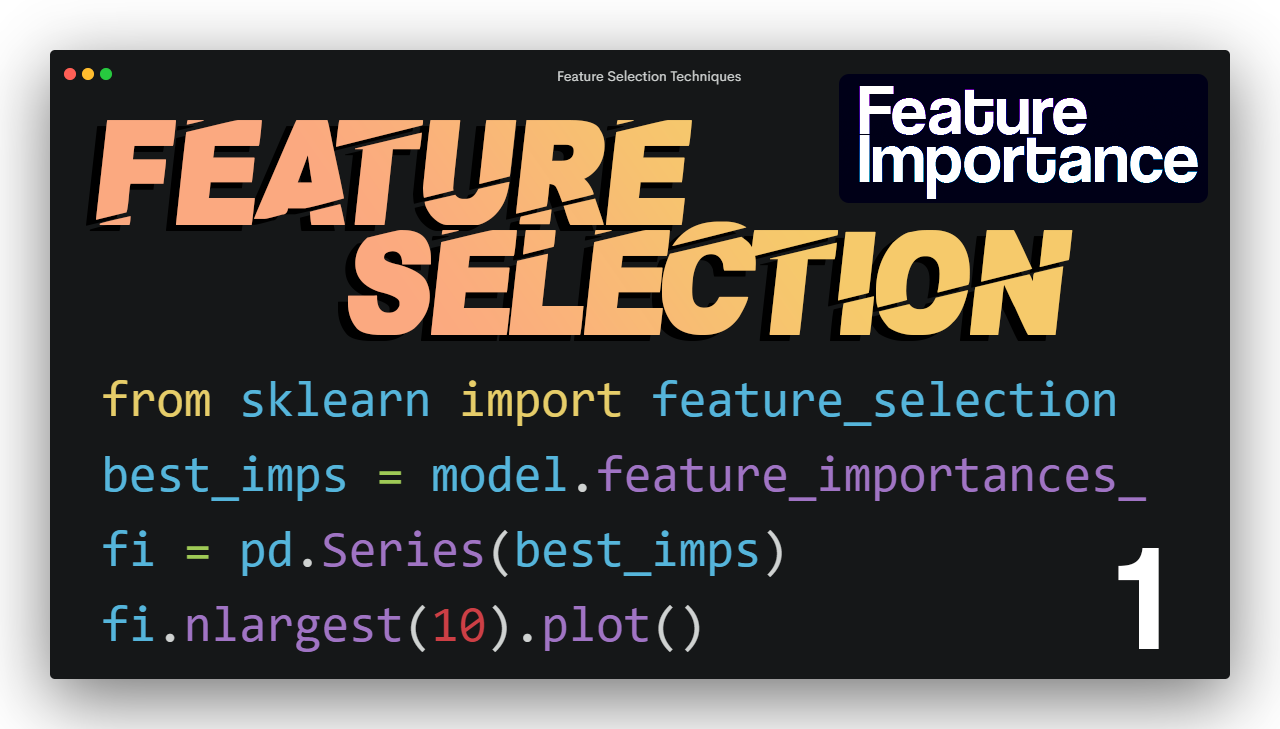 Feature Selection Techniques
Feature
Importance
FEATURE
SELECTION
from sklearn import feature_selection
best_imps = model.feature_importances_
fi = pd.Series(best_imps)
fi.nlargest(10).plot()
1